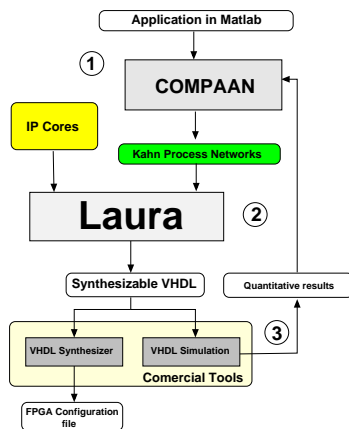 Application in Matlab
1
COMPAAN
IP Cores
Kahn Process Networks
Laura
2
Synthesizable VHDL
Quantitative results
3
VHDL Synthesizer
VHDL Simulation
Comercial Tools
FPGA Configuration
file